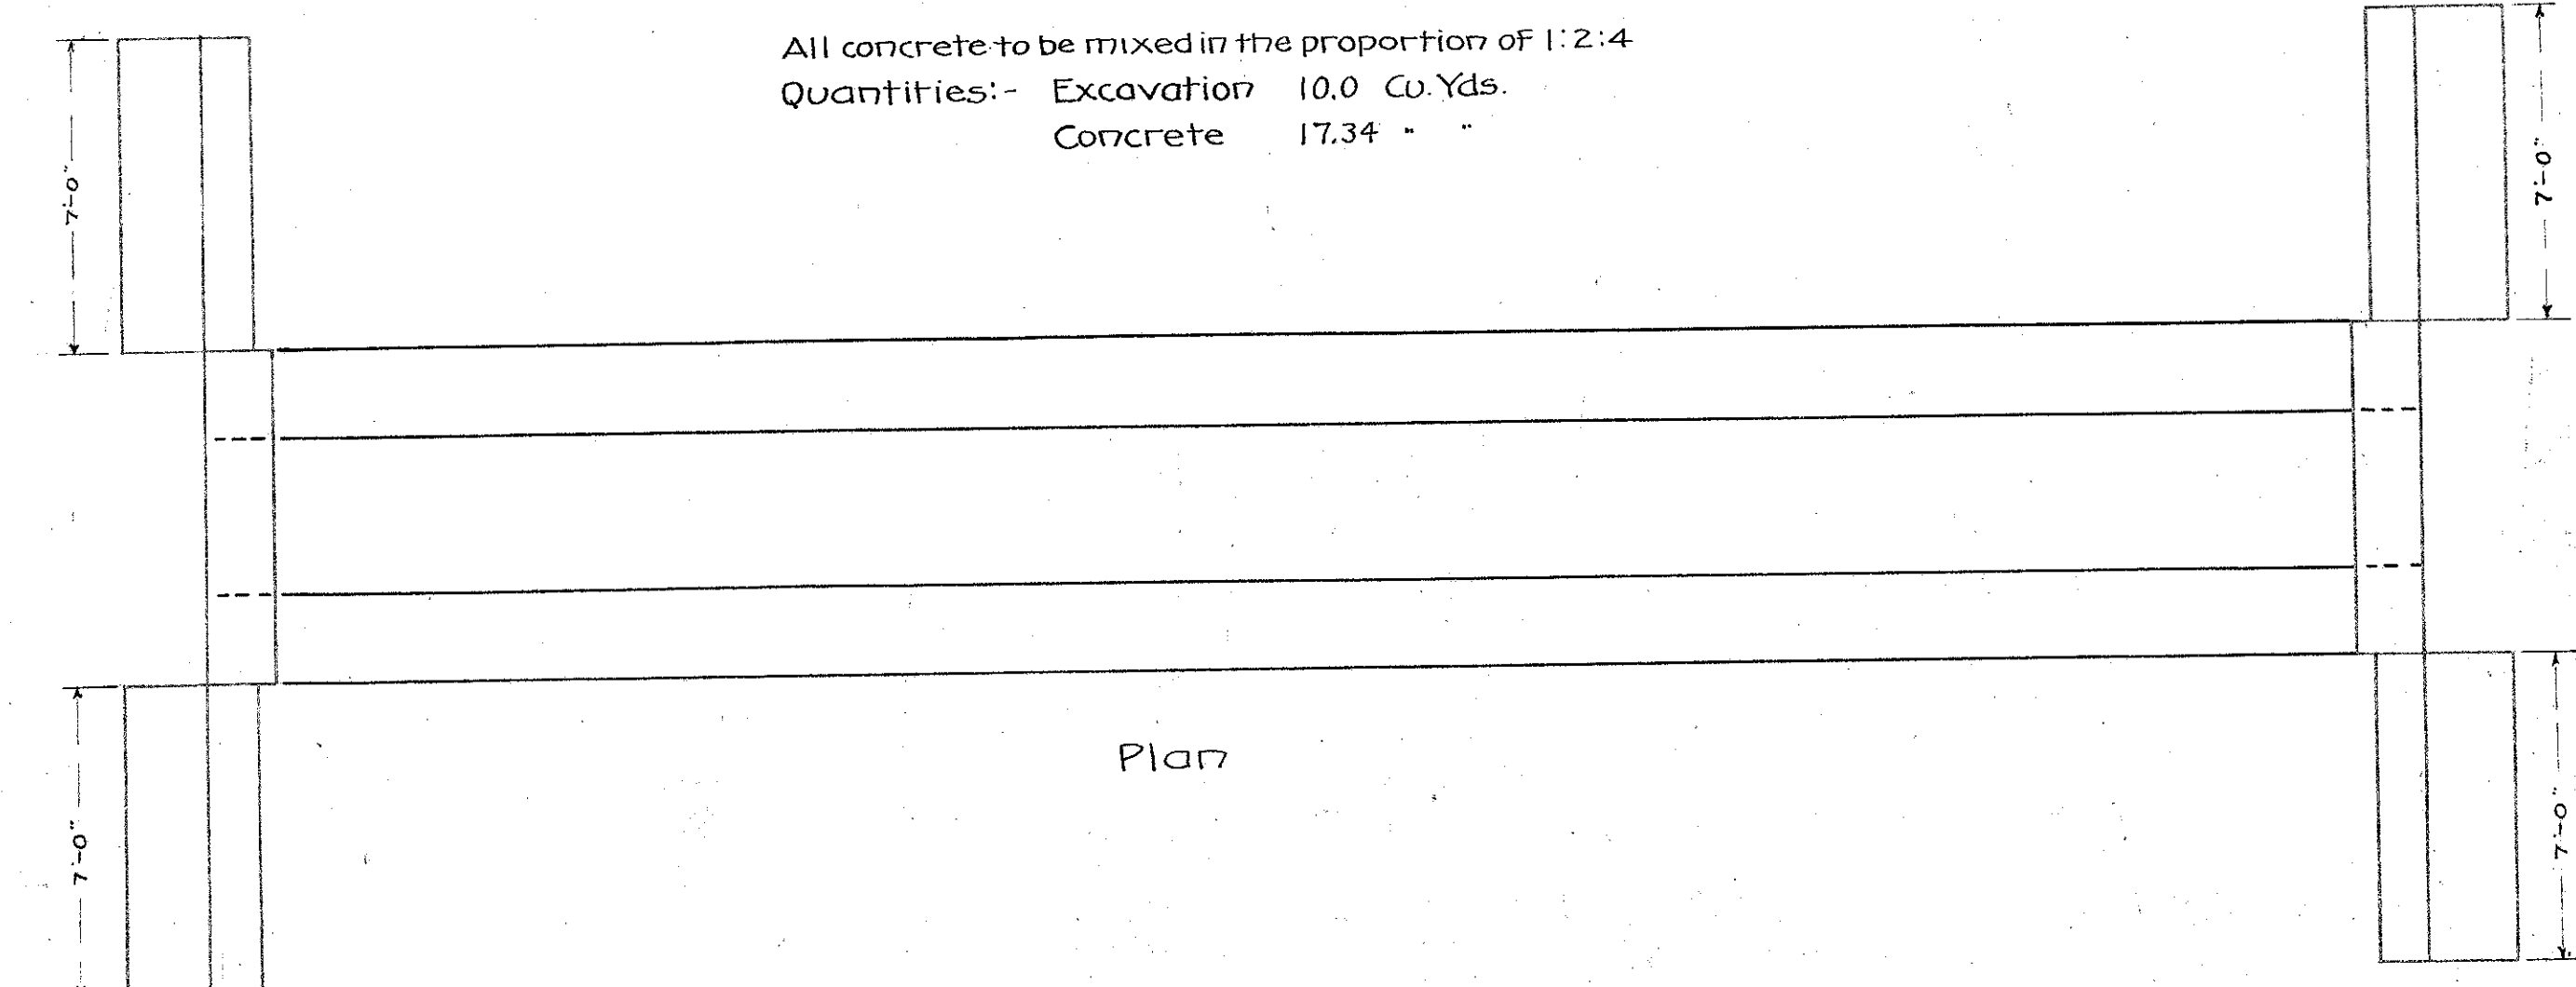 All concrete to be mixed in the proportion of 1:2:4
Quantities:- Excavation 10.0 Cu. Yds.
Concrete 17.34 " "
7'-0"
7'-0"
Plan
7'-0"
7'-0"